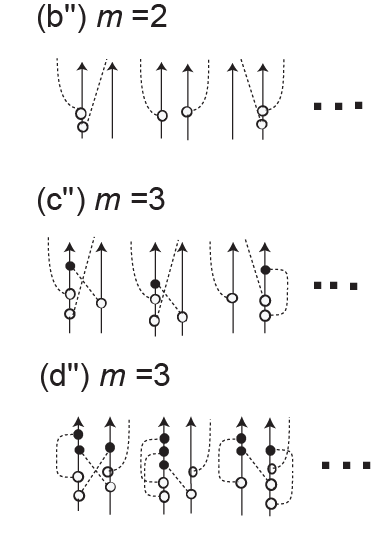 (b") m =2
(c") m =3
(d") m =3